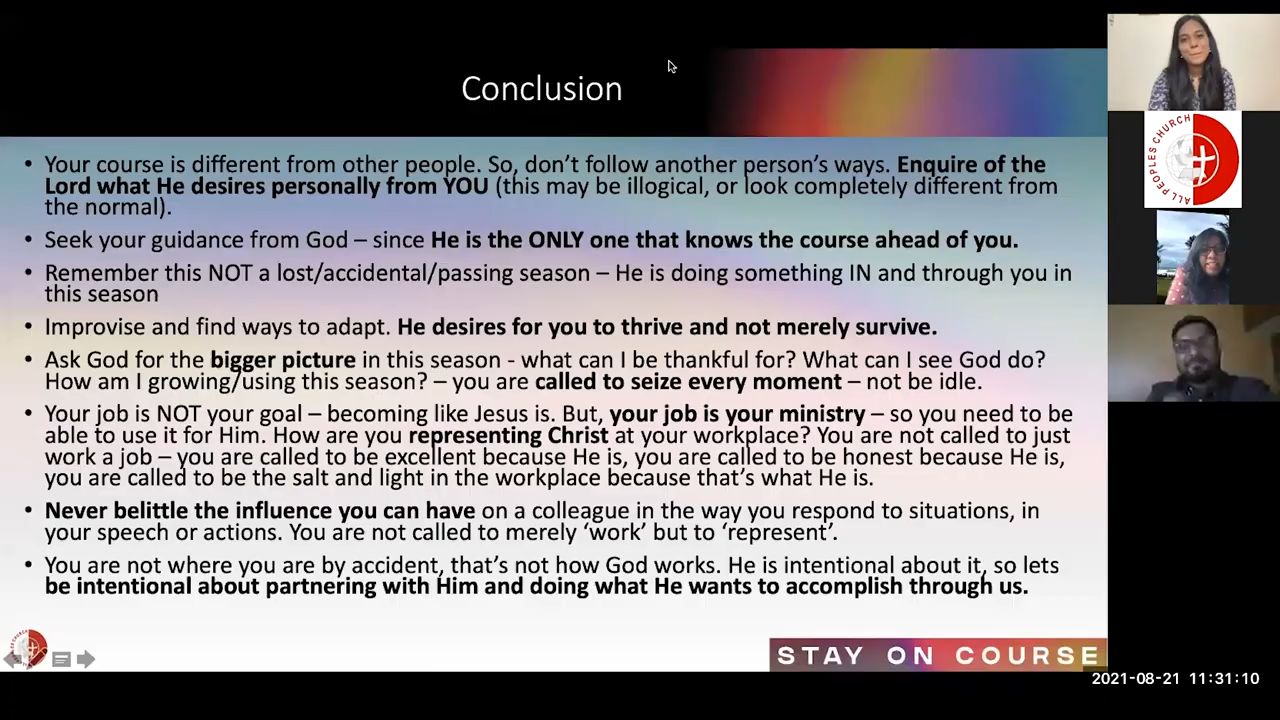 Conclusion
• Your course is different from other people. So, don’t follow another person’s ways. Enquire of the
Lord what He desires personally from YOU (this may be illogical, or look completely different from
the normal).
• Seek your guidance from God – since He is the ONLY one that knows the course ahead of you.
• Remember this NOT a lost/accidental/passing season – He is doing something IN and through you in
this season
• Improvise and find ways to adapt. He desires for you to thrive and not merely survive.
• Ask God for the bigger picture in this season - what can I be thankful for? What can I see God do?
How am I growing/using this season? – you are called to seize every moment – not be idle.
• Your job is NOT your goal – becoming like Jesus is. But, your job is your ministry – so you need to be
able to use it for Him. How are you representing Christ at your workplace? You are not called to just
work a job – you are called to be excellent because He is, you are called to be honest because He is,
you are called to be the salt and light in the workplace because that’s what He is.
• Never belittle the influence you can have on a colleague in the way you respond to situations, in
your speech or actions. You are not called to merely ‘work’ but to ‘represent’.
• You are not where you are by accident, that’s not how God works. He is intentional about it, so lets
be intentional about partnering with Him and doing what He wants to accomplish through us.
STAY ON COURSE
ALL PEOPLES CHURCH
2021-08-21 11:31:10